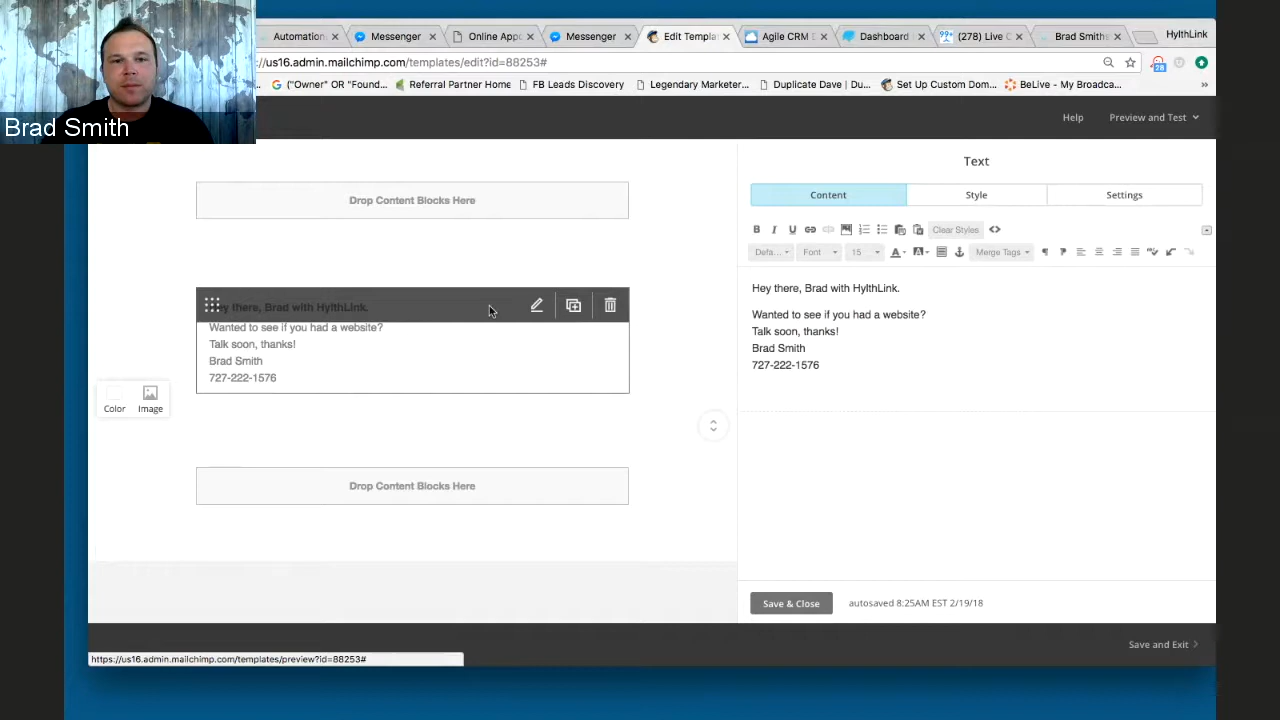 Brad Smith
Automation
Messenger
Online Appo
Messenger
Edit Templat
Agile CRM D
Dashboard
(278) Live C
Brad Smith:
HylthLink
//us16.admin.mailchimp.com/templates/edit?id=88253#
28
("OWNER" OR "Found...
Referral Partner Home
FB Leads Discovery
Legendary Marketer...
Duplicate Dave | Du...
Set Up Custom Dom...
BeLive - My Broadca...
»
Help
Preview and Test
Text
Content
Style
Settings
Drop Content Blocks Here
B I U
Clear Styles
Defa...
Font
15
A
A
Merge Tags
Hey there, Brad with HylthLink.
Wanted to see if you had a website?
Talk soon, thanks!
Brad Smith
727-222-1576
Hey there, Brad with HylthLink.
Wanted to see if you had a website?
Talk soon, thanks!
Brad Smith
727-222-1576
Color
Image
Drop Content Blocks Here
Save & Close
autosaved 8:25AM EST 2/19/18
Save and Exit
https://us16.admin.mailchimp.com/templates/preview?id=88253#